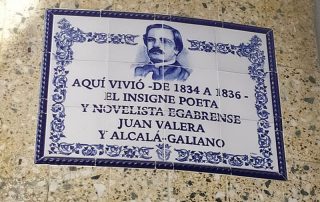 AQUÍ VIVIÓ -DE 1834 A 1836-
EL INSIGNE POETA
Y NOVELISTA EGABRENSE
JUAN VALERA
Y ALCALÁ-GALIANO